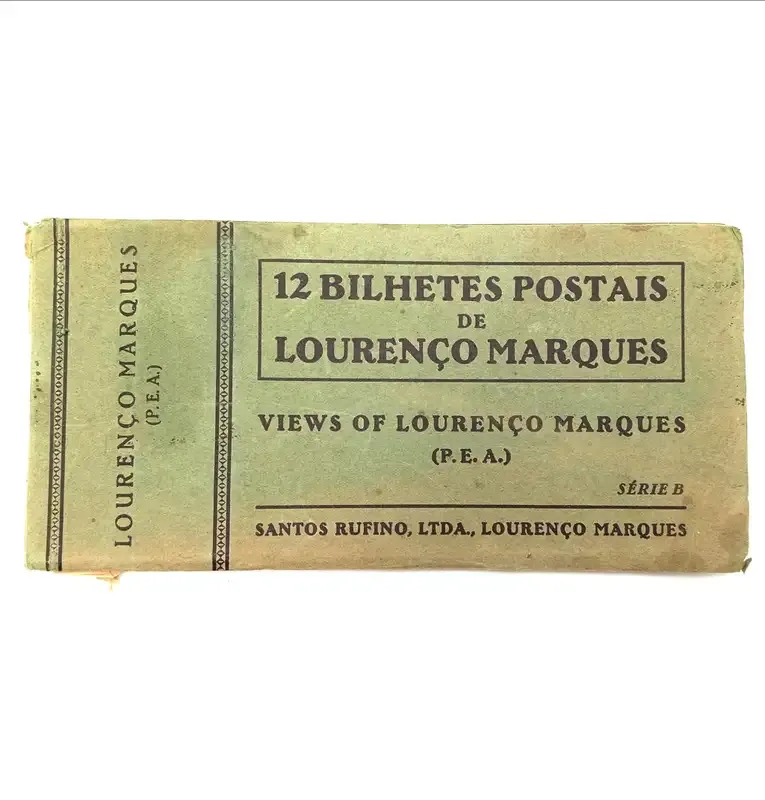 LOURENÇO MARQUES
(P.E.A.)
12 BILHETES POSTAIS
DE
LOURENÇO MARQUES
VIEWS OF LOURENÇO MARQUES
(P.E.A.)
SÉRIE B
SANTOS RUFINO, LTDA., LOURENÇO MARQUES